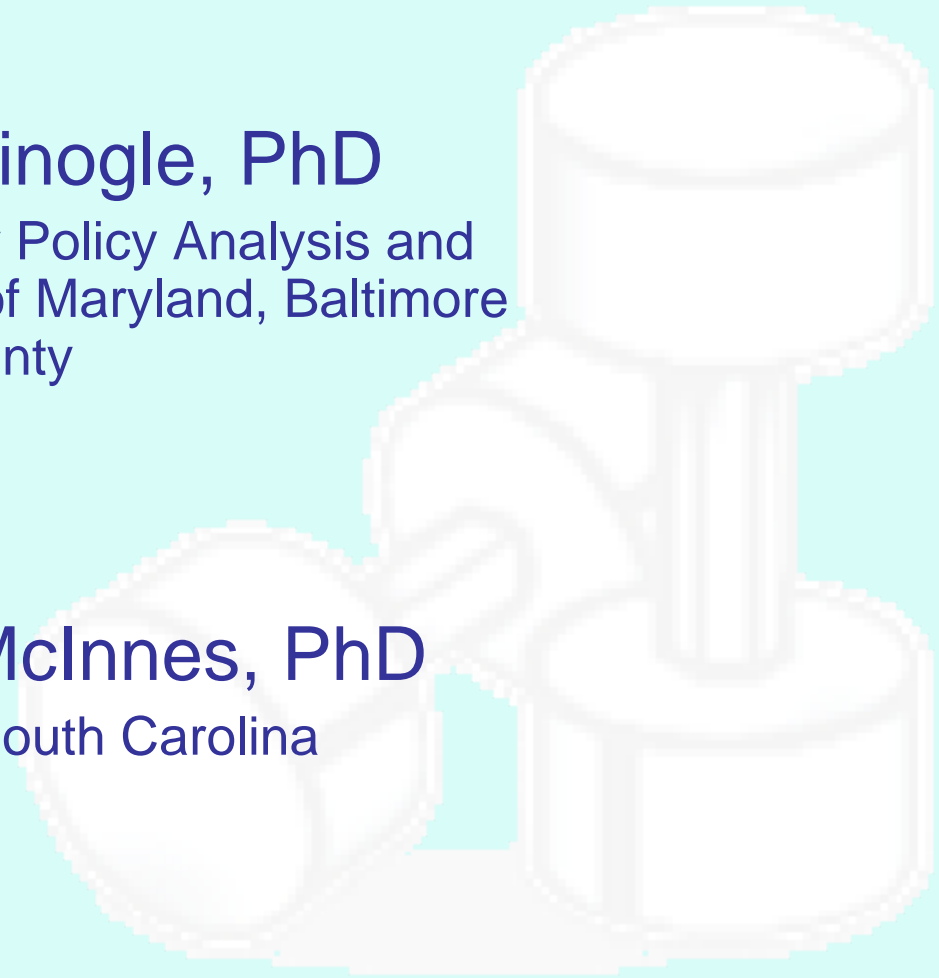 inogle, PhD
Policy Analysis and
of Maryland, Baltimore
nty
McInnes, PhD
outh Carolina